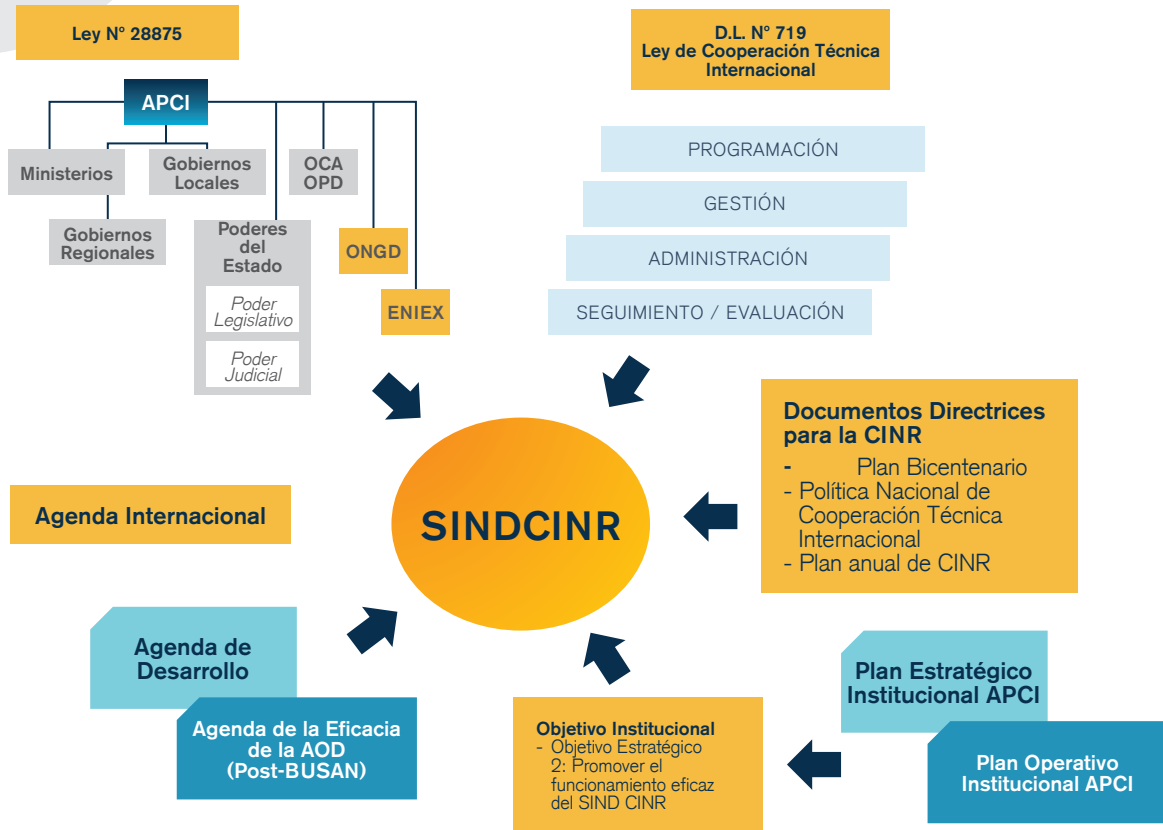 Ley N° 28875
APCI
Ministerios
Gobiernos
Locales
OCA
OPD
Gobiernos
Regionales
Poderes
del
Estado
Poder
Legislativo
Poder
Judicial
ONGD
ENIEX
D.L. N° 719
Ley de Cooperación Técnica
Internacional
PROGRAMACIÓN
GESTIÓN
ADMINISTRACIÓN
SEGUIMIENTO / EVALUACIÓN
SINDCINR
Documentos Directrices
para la CINR
- Plan Bicentenario
- Política Nacional de
Cooperación Técnica
Internacional
- Plan anual de CINR
Agenda Internacional
Agenda de
Desarrollo
Agenda de la Eficacia
de la AOD
(Post-BUSAN)
Objetivo Institucional
- Objetivo Estratégico
2: Promover el
funcionamiento eficaz
del SIND CINR
Plan Estratégico
Institucional APCI
Plan Operativo
Institucional APCI